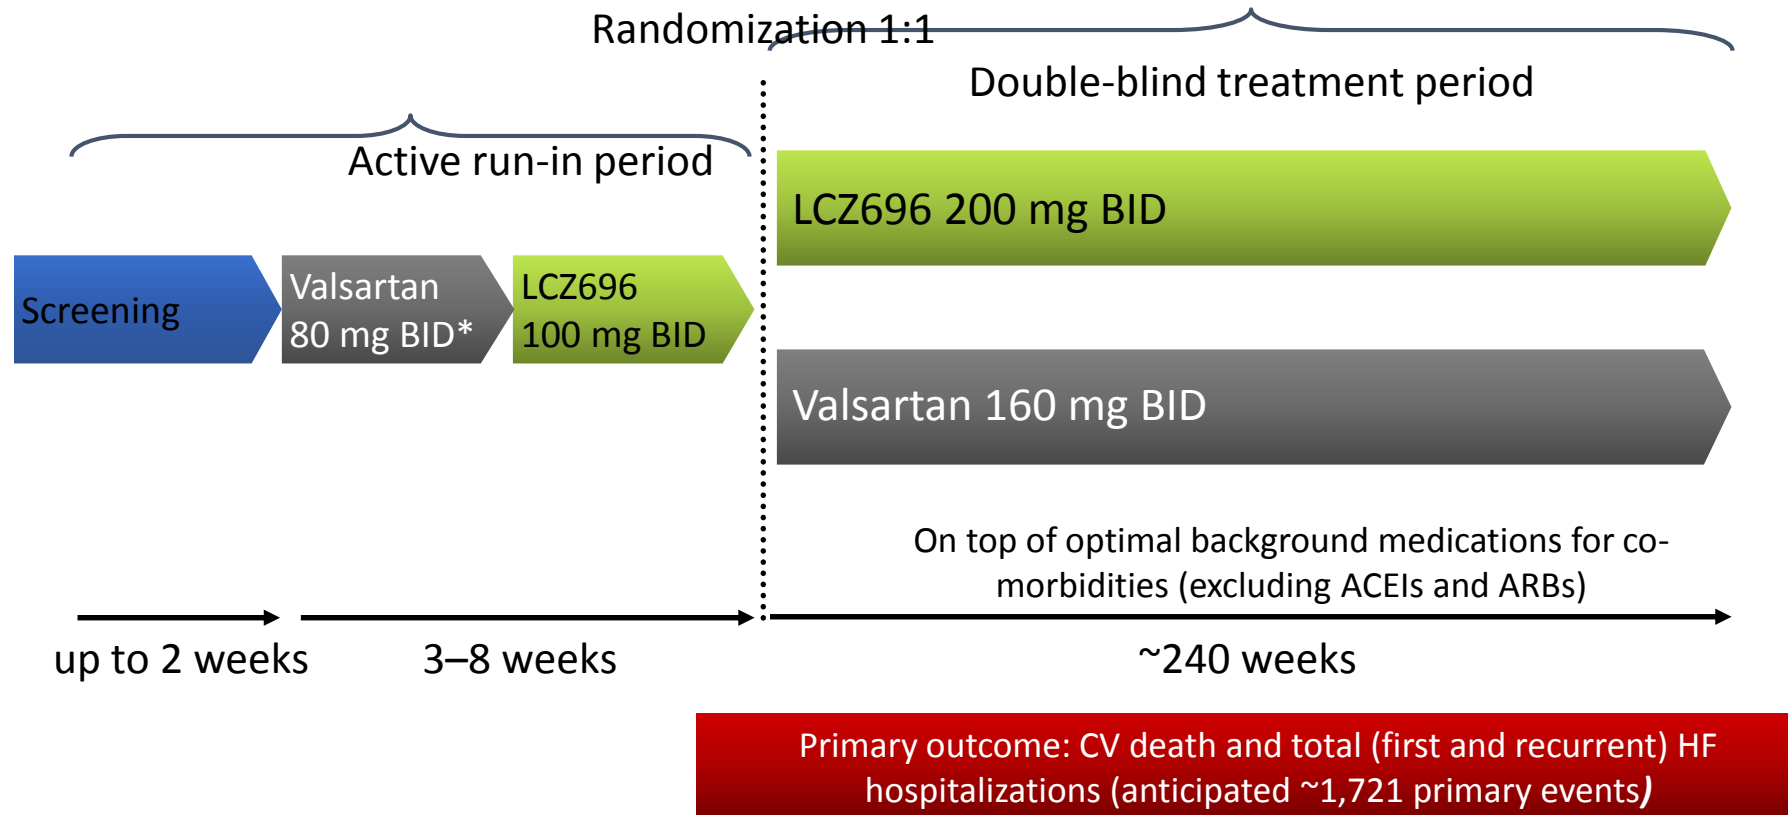 Randomization 1:1
Double-blind treatment period
Active run-in period
LCZ696 200 mg BID
Screening
Valsartan
80 mg BID*
LCZ696
100 mg BID
Valsartan 160 mg BID
On top of optimal background medications for co-
morbidities (excluding ACEIs and ARBs)
up to 2 weeks
3–8 weeks
~240 weeks
Primary outcome: CV death and total (first and recurrent) HF
hospitalizations (anticipated ~1,721 primary events)